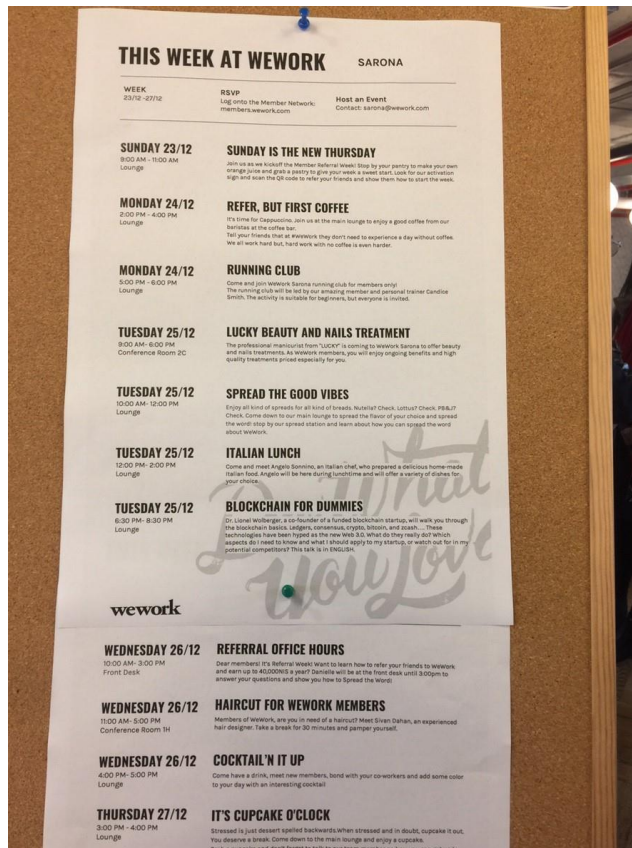 THIS WEEK AT WEWORK
SARONA
WEEK
23/12 -27/12
RSVP
Log onto the Member Network:
members.wework.com
Host an Event
Contact: sarona@wework.com
SUNDAY 23/12
9:00 AM - 11:00 AM
Lounge
SUNDAY IS THE NEW THURSDAY
Join us as we kickoff the Member Referral Week! Stop by your pantry to make your own
orange juice and grab a pastry to give your week a sweet start. Look for our activation
sign and scan the QR code to refer your friends and show them how to start the week.
MONDAY 24/12
2:00 PM - 4:00 PM
Lounge
REFER, BUT FIRST COFFEE
It's time for Cappuccino. Join us at the main lounge to enjoy a good coffee from our
baristas at the coffee bar.
Tell your friends that at #WeWork they don't need to experience a day without coffee.
We all work hard but, hard work with no coffee is even harder.
MONDAY 24/12
5:00 PM - 6:00 PM
Lounge
RUNNING CLUB
Come and join WeWork Sarona running club for members only!
The running club will be led by our amazing member and personal trainer Candice
Smith. The activity is suitable for beginners, but everyone is invited.
TUESDAY 25/12
9:00 AM- 6:00 PM
Conference Room 2C
LUCKY BEAUTY AND NAILS TREATMENT
The professional manicurist from "LUCKY" is coming to WeWork Sarona to offer beauty
and nails treatments. As WeWork members, you will enjoy ongoing benefits and high
quality treatments priced especially for you.
TUESDAY 25/12
10:00 AM- 12:00 PM
Lounge
SPREAD THE GOOD VIBES
Enjoy all kind of spreads for all kind of breads. Nutella? Check. Lottus? Check. PB&J?
Check. Come down to our main lounge to spread the flavor of your choice and spread
the word! stop by our spread station and learn about how you can spread the word
about WeWork.
TUESDAY 25/12
12:00 PM- 2:00 PM
Lounge
ITALIAN LUNCH
Come and meet Angelo Sonnino, an Italian chef, who prepared a delicious home-made
Italian food. Angelo will be here during lunchtime and will offer a variety of dishes for
your choice
TUESDAY 25/12
6:30 PM- 8:30 PM
Lounge
BLOCKCHAIN FOR DUMMIES
Dr. Lionel Wolberger, a co-founder of a funded blockchain startup, will walk you through
the blockchain basics. Ledgers, consensus, crypto, bitcoin, and zcash. . . . These
technologies have been hyped as the new Web 3.0. What do they really do? Which
aspects do I need to know and what I should apply to my startup, or watch out for in my
potential competitors? This talk is in ENGLISH.
Do What
You Love
wework
WEDNESDAY 26/12
10:00 AM- 3:00 PM
Front Desk
REFERRAL OFFICE HOURS
Dear members! It's Referral Week! Want to learn how to refer your friends to WeWork
and earn up to 40,000NIS a year? Danielle will be at the front desk until 3:00pm to
answer your questions and show you how to Spread the Word!
WEDNESDAY 26/12
11:00 AM- 5:00 PM
Conference Room 1H
HAIRCUT FOR WEWORK MEMBERS
Members of WeWork, are you in need of a haircut? Meet Sivan Dahan, an experienced
hair designer. Take a break for 30 minutes and pamper yourself.
WEDNESDAY 26/12
4:00 PM- 5:00 PM
Lounge
COCKTAIL'N IT UP
Come have a drink, meet new members, bond with your co-workers and add some color
to your day with an interesting cocktail
THURSDAY 27/12
3:00 PM - 4:00 PM
Lounge
IT'S CUPCAKE O'CLOCK
Stressed is just dessert spelled backwards.When stressed and in doubt, cupcake it out.
You deserve a break. Come down to the main lounge and enjoy a cupcake.